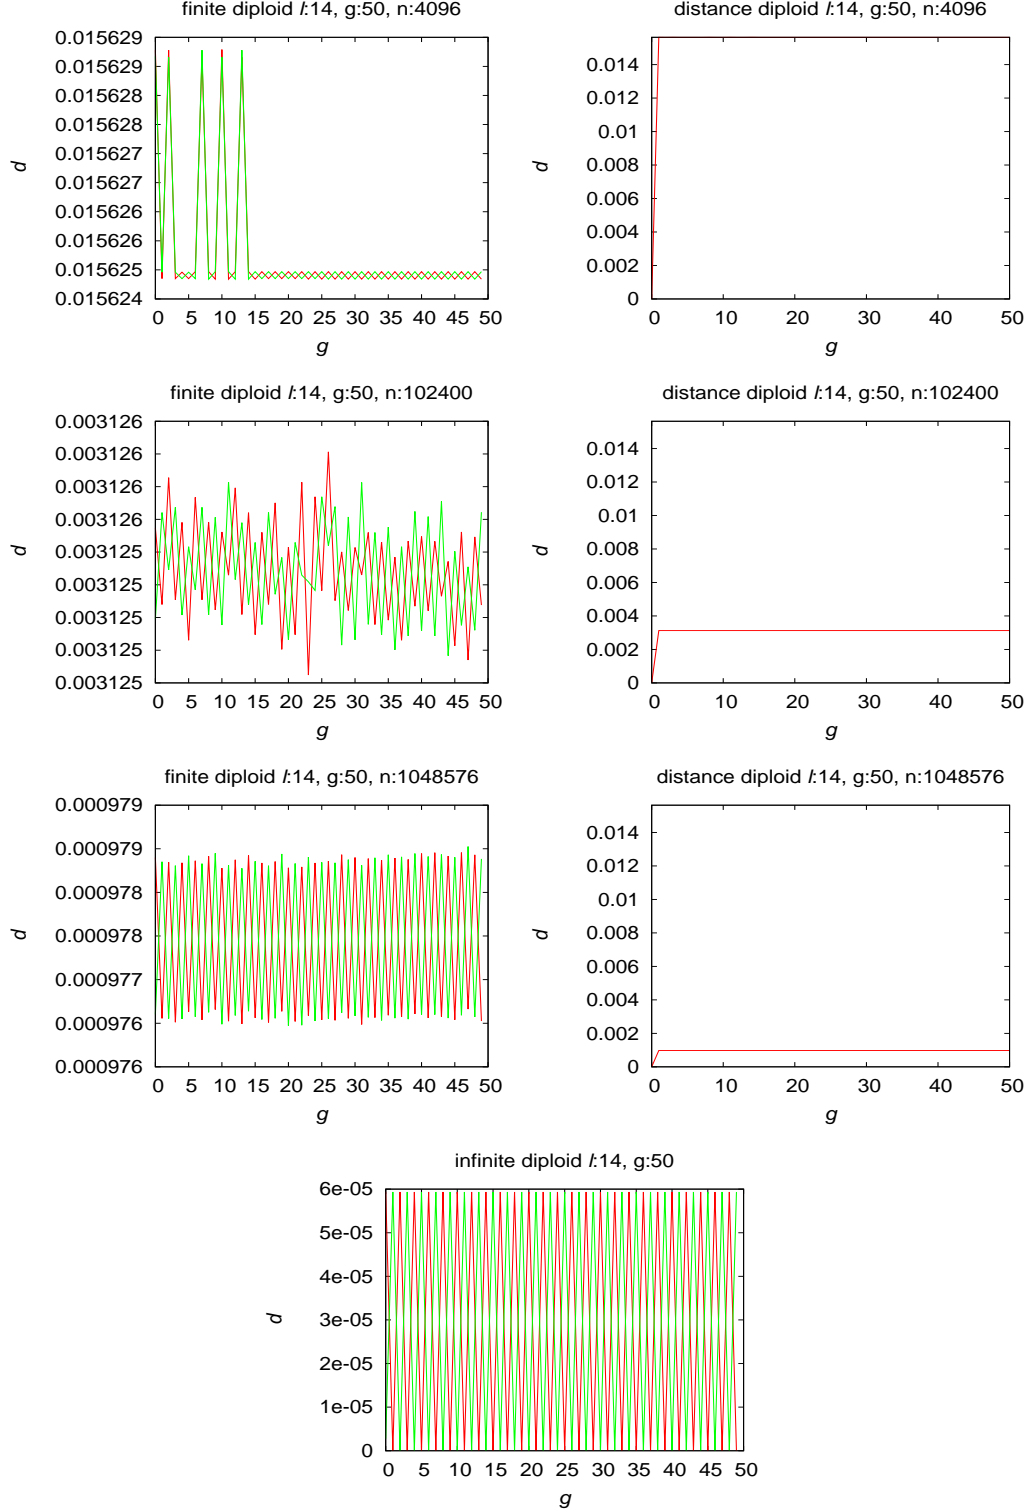 finite diploid l:14, g:50, n:4096
0.015629
0.015629
0.015628
0.015628
0.015627
0.015627
0.015626
0.015626
0.015625
0.015624
d
0 5 10 15 20 25 30 35 40 45 50
g
distance diploid l:14, g:50, n:4096
0.014
0.012
0.01
0.008
0.006
0.004
0.002
0
d
0 10 20 30 40 50
g
finite diploid l:14, g:50, n:102400
0.003126
0.003126
0.003126
0.003126
0.003125
0.003125
0.003125
0.003125
0.003125
d
0 5 10 15 20 25 30 35 40 45 50
g
distance diploid l:14, g:50, n:102400
0.014
0.012
0.01
0.008
0.006
0.004
0.002
0
d
0 10 20 30 40 50
g
finite diploid l:14, g:50, n:1048576
0.000979
0.000979
0.000978
0.000978
0.000977
0.000976
0.000976
d
0 5 10 15 20 25 30 35 40 45 50
g
distance diploid l:14, g:50, n:1048576
0.014
0.012
0.01
0.008
0.006
0.004
0.002
0
d
0 10 20 30 40 50
g
infinite diploid l:14, g:50
6e-05
5e-05
4e-05
3e-05
2e-05
1e-05
0
d
0 5 10 15 20 25 30 35 40 45 50
g